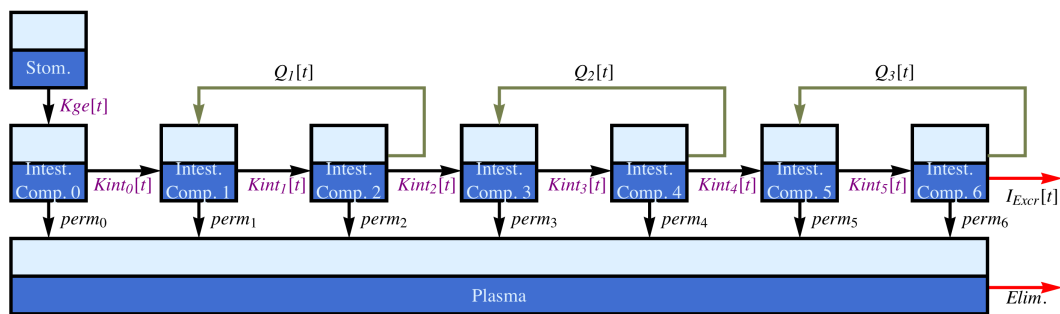 Stom.
Q1[t]
Q2[t]
Q3[t]
Kge[t]
Intest.
Comp. 0
Kint0[t]
Intest.
Comp. 1
Kint1[t]
Intest.
Comp. 2
Kint2[t]
Intest.
Comp. 3
Kint3[t]
Intest.
Comp. 4
Kint4[t]
Intest.
Comp. 5
Kint5[t]
Intest.
Comp. 6
IExcr[t]
perm0
perm1
perm2
perm3
perm4
perm5
perm6
Plasma
Elim.